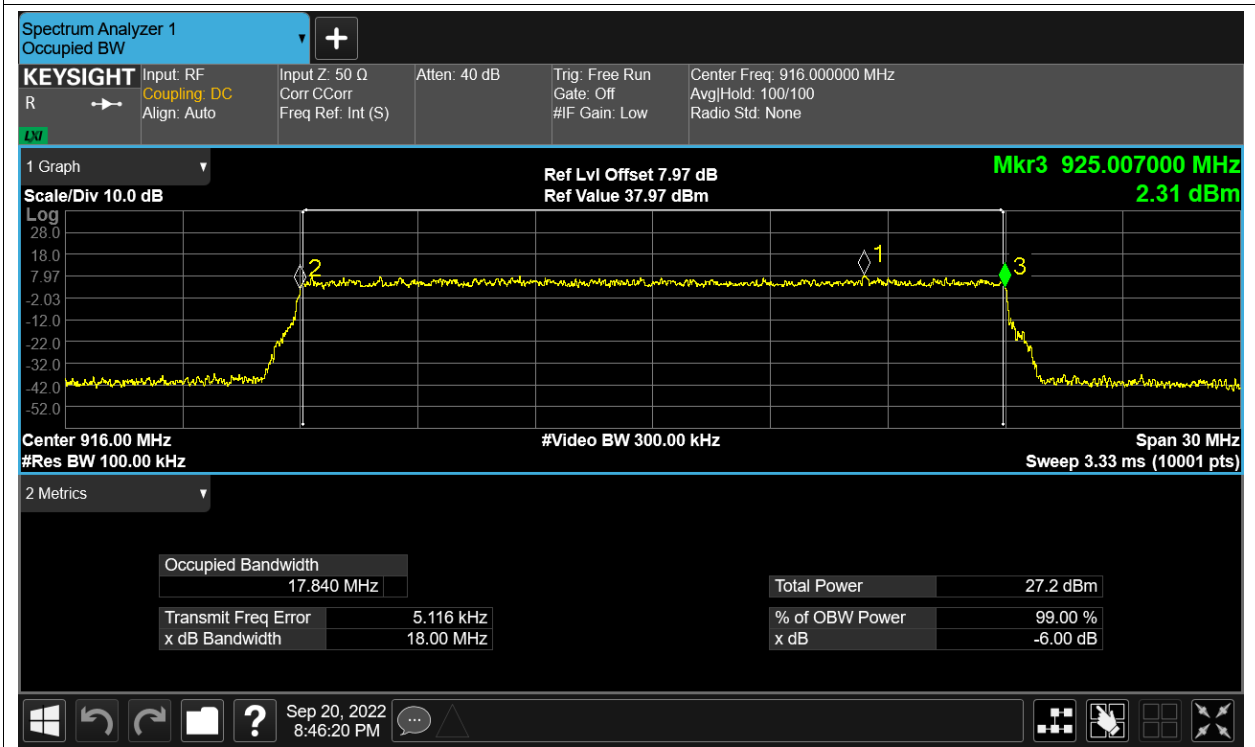 Spectrum Analyzer 1
Occupied BW
KEYSIGHT
R
LXI
Input: RF
Coupling: DC
Align: Auto
Input Z: 50 Ω
Corr CCorr
Freq Ref: Int (S)
Atten: 40 dB
Trig: Free Run
Gate: Off
#IF Gain: Low
Center Freq: 916.000000 MHz
Avg|Hold: 100/100
Radio Std: None
1 Graph
Scale/Div 10.0 dB
Ref Lvl Offset 7.97 dB
Ref Value 37.97 dBm
Mkr3 925.007000 MHz
2.31 dBm
Log
28.0
18.0
7.97
-2.03
-12.0
-22.0
-32.0
-42.0
-52.0
2
1
3
Center 916.00 MHz
#Video BW 300.00 kHz
Span 30 MHz
#Res BW 100.00 kHz
Sweep 3.33 ms (10001 pts)
2 Metrics
Occupied Bandwidth
17.840 MHz
Total Power 27.2 dBm
Transmit Freq Error 5.116 kHz
% of OBW Power 99.00 %
x dB Bandwidth 18.00 MHz
x dB -6.00 dB
?
Sep 20, 2022
8:46:20 PM